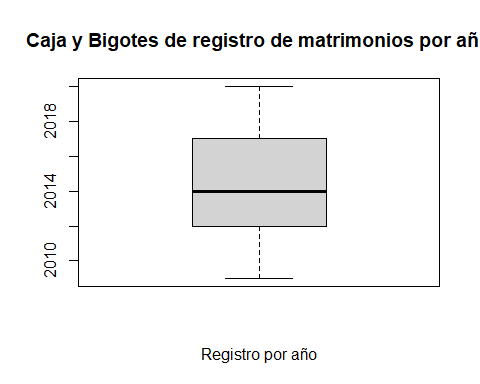 Caja y Bigotes de registro de matrimonios por añ
2018
2014
2010
Registro por año